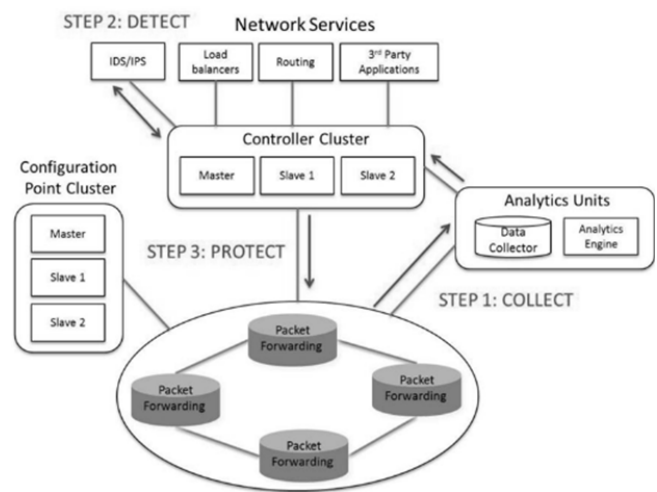 STEP 2: DETECT
Network Services
IDS/IPS
Load
balancers
Routing
3rd Party
Applications
Controller Cluster
Master
Slave 1
Slave 2
Configuration
Point Cluster
Master
Slave 1
Slave 2
Analytics Units
Data
Collector
Analytics
Engine
STEP 3: PROTECT
STEP 1: COLLECT
Packet
Forwarding
Packet
Forwarding
Packet
Forwarding
Packet
Forwarding